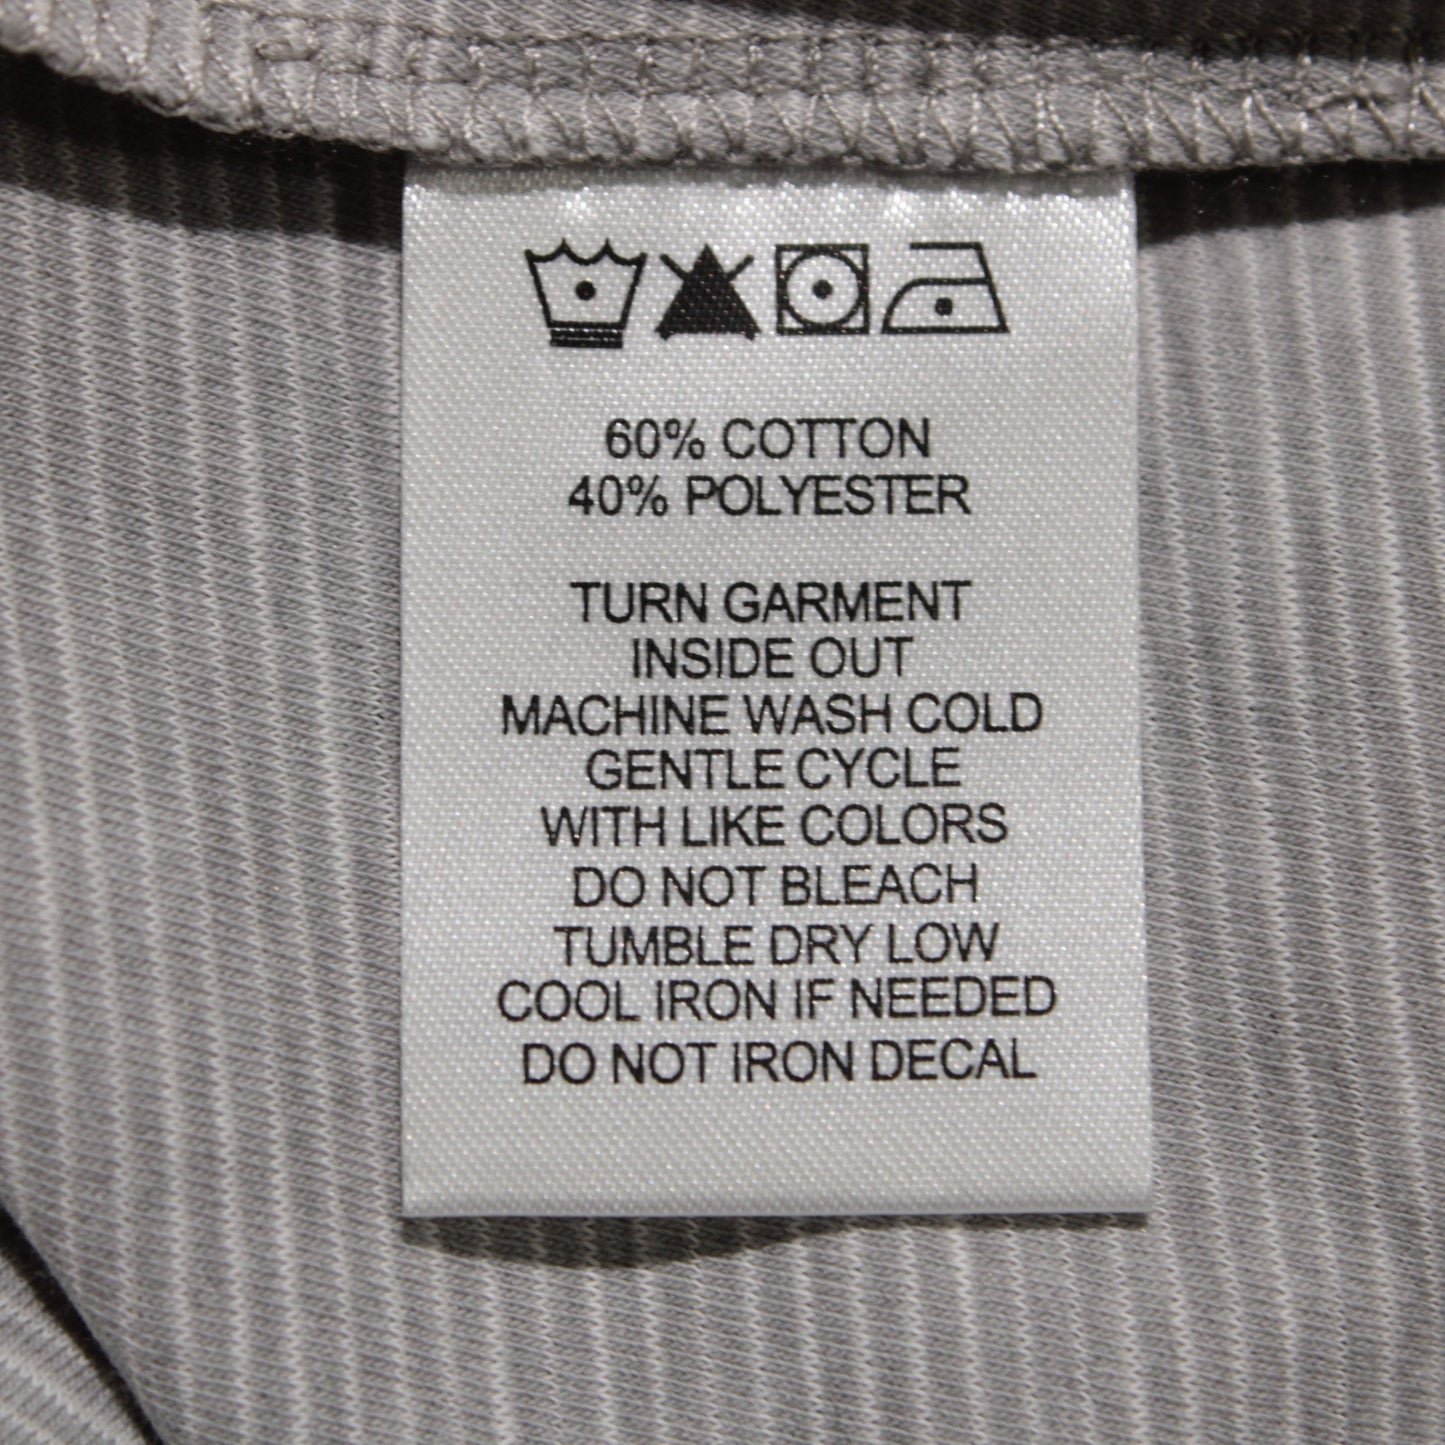 60% COTTON
40% POLYESTER
TURN GARMENT
INSIDE OUT
MACHINE WASH COLD
GENTLE CYCLE
WITH LIKE COLORS
DO NOT BLEACH
TUMBLE DRY LOW
COOL IRON IF NEEDED
DO NOT IRON DECAL